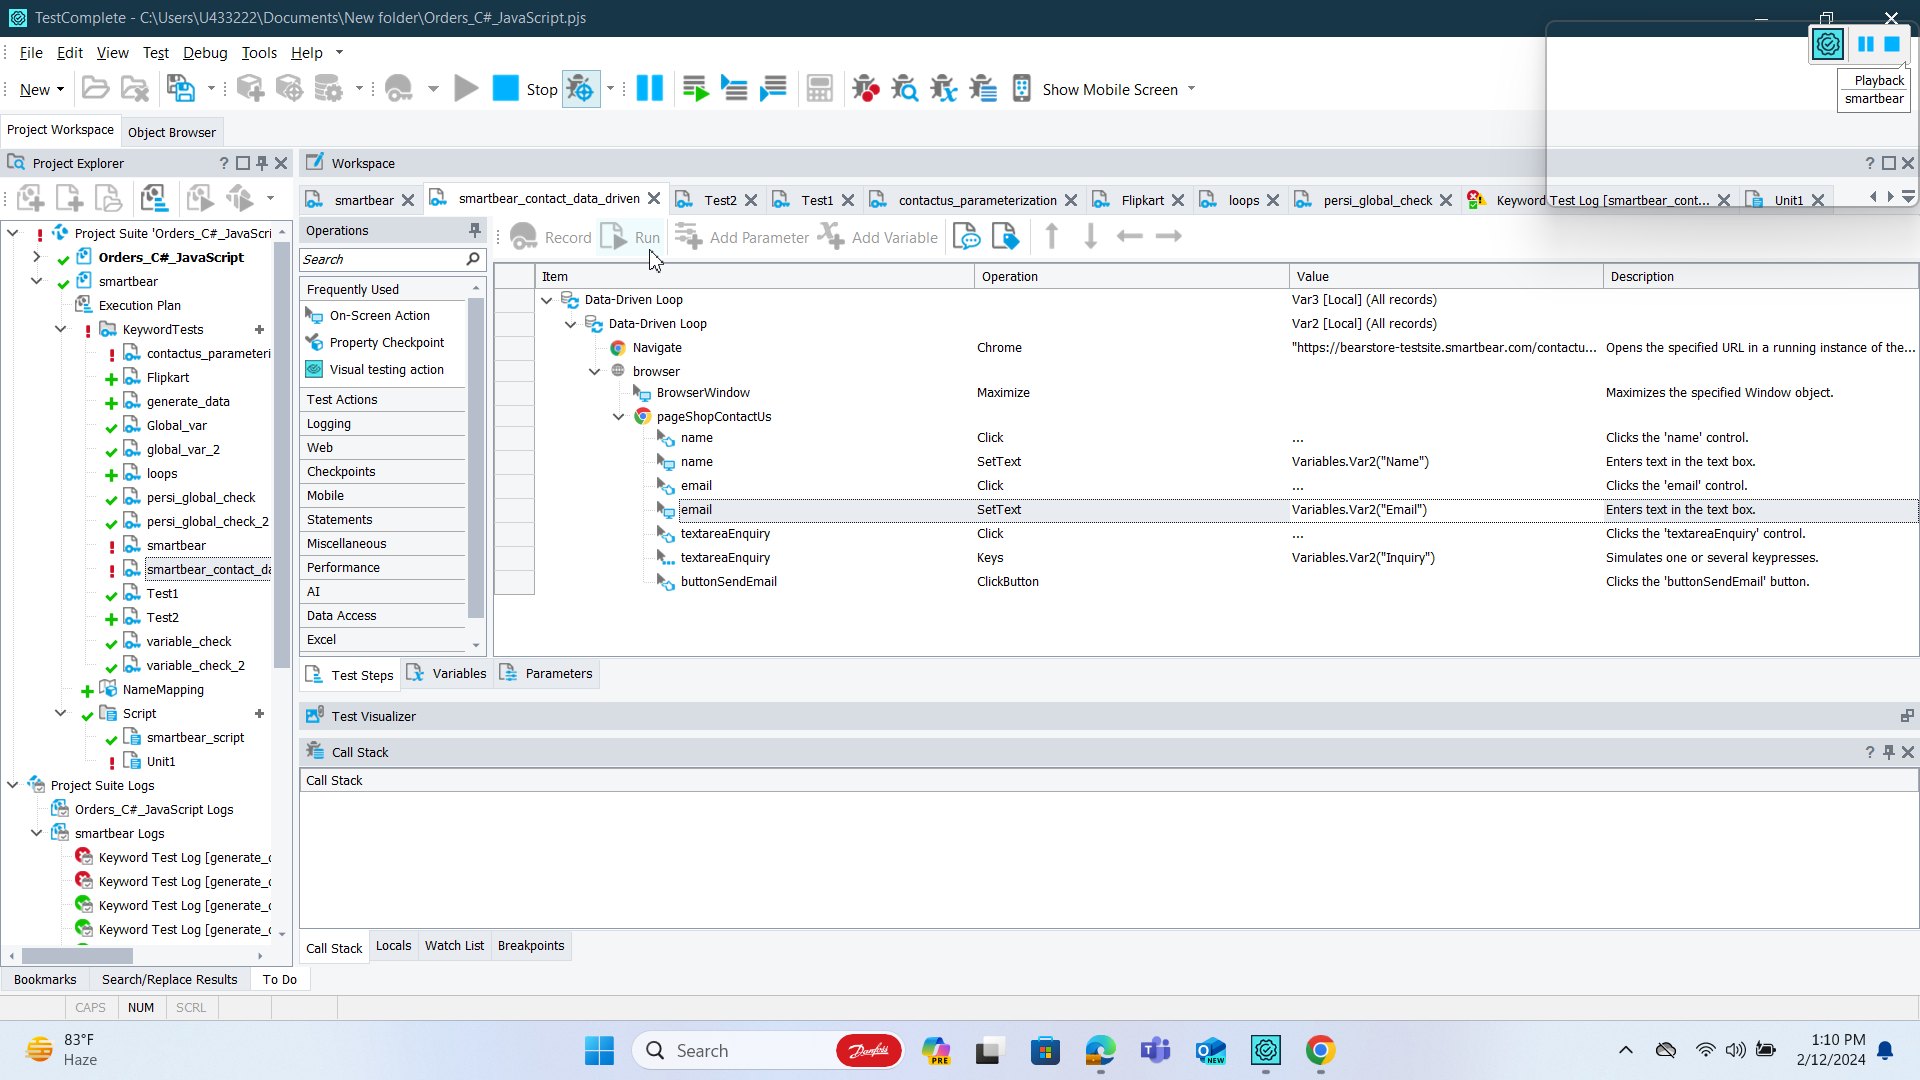 TestComplete - C:\Users\U433222\Documents\New folder\Orders_C#_JavaScript.pjs
File Edit View Test Debug Tools Help
New Stop Show Mobile Screen
Playback
smartbear
Project Workspace Object Browser
Project Explorer
Workspace
smartbear smartbear_contact_data_driven Test2 Test1 contactus_parameterization Flipkart loops persi_global_check Keyword Test Log [smartbear_cont... Unit1
Operations
Record Run Add Parameter Add Variable
Search
Frequently Used
On-Screen Action
Property Checkpoint
Visual testing action
Test Actions
Logging
Web
Checkpoints
Mobile
Statements
Miscellaneous
Performance
AI
Data Access
Excel
Item Operation Value Description
Data-Driven Loop Var3 [Local] (All records)
Data-Driven Loop Var2 [Local] (All records)
Navigate Chrome "https://bearstore-testsite.smartbear.com/contactu... Opens the specified URL in a running instance of the...
browser
BrowserWindow Maximize Maximizes the specified Window object.
pageShopContactUs
name Click ... Clicks the 'name' control.
name SetText Variables.Var2("Name") Enters text in the text box.
email Click ... Clicks the 'email' control.
email SetText Variables.Var2("Email") Enters text in the text box.
textareaEnquiry Click ... Clicks the 'textareaEnquiry' control.
textareaEnquiry Keys Variables.Var2("Inquiry") Simulates one or several keypresses.
buttonSendEmail ClickButton Clicks the 'buttonSendEmail' button.
Project Suite 'Orders_C#_JavaScri
Orders_C#_JavaScript
smartbear
Execution Plan
KeywordTests
contactus_parameteri
Flipkart
generate_data
Global_var
global_var_2
loops
persi_global_check
persi_global_check_2
smartbear
smartbear_contact_da
Test1
Test2
variable_check
variable_check_2
NameMapping
Script
smartbear_script
Unit1
Project Suite Logs
Orders_C#_JavaScript Logs
smartbear Logs
Keyword Test Log [generate_d
Keyword Test Log [generate_d
Keyword Test Log [generate_d
Keyword Test Log [generate_d
Test Steps Variables Parameters
Test Visualizer
Call Stack
Call Stack
Call Stack Locals Watch List Breakpoints
Bookmarks Search/Replace Results To Do
CAPS NUM SCRL
83°F
Haze
Search
Danfoss
PRE
NEW
1:10 PM
2/12/2024